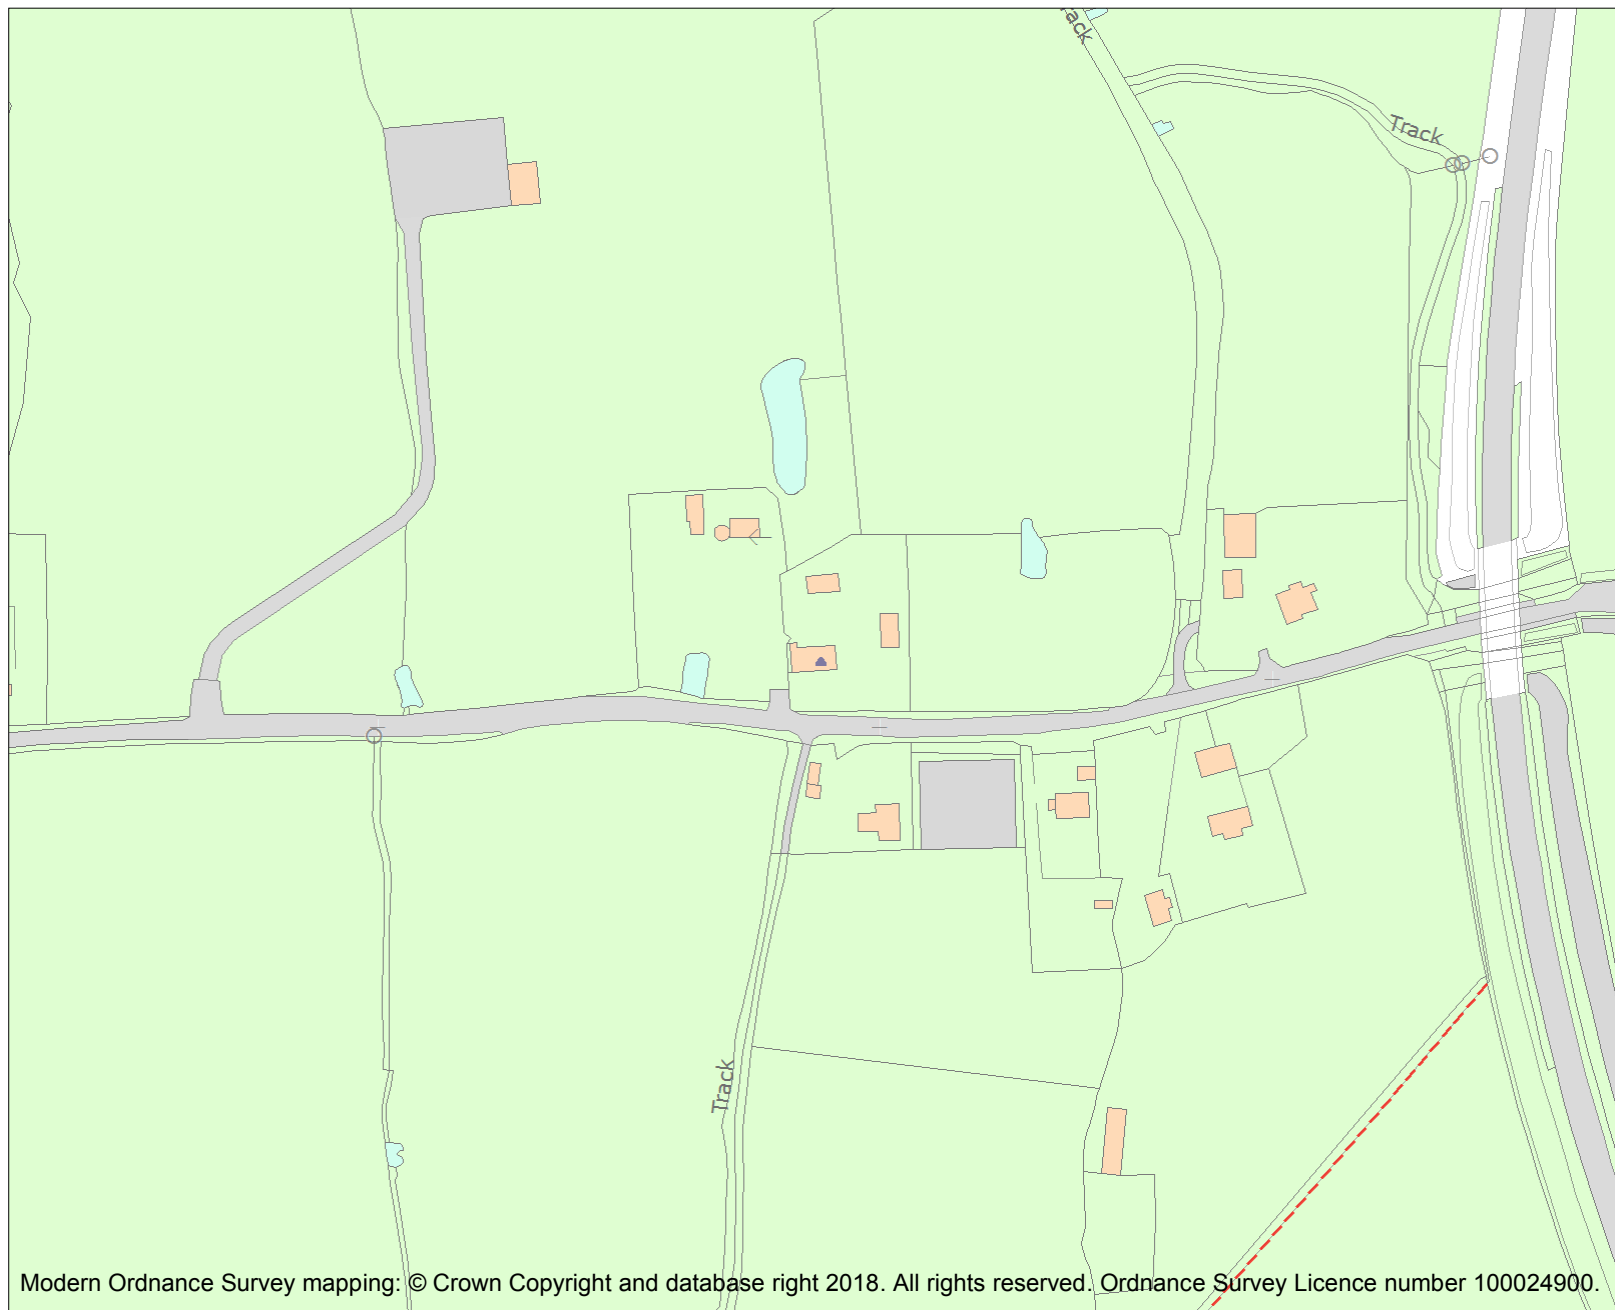 rack
Track
Track
Modern Ordnance Survey mapping: © Crown Copyright and database right 2018. All rights reserved. Ordnance Survey Licence number 100024900.